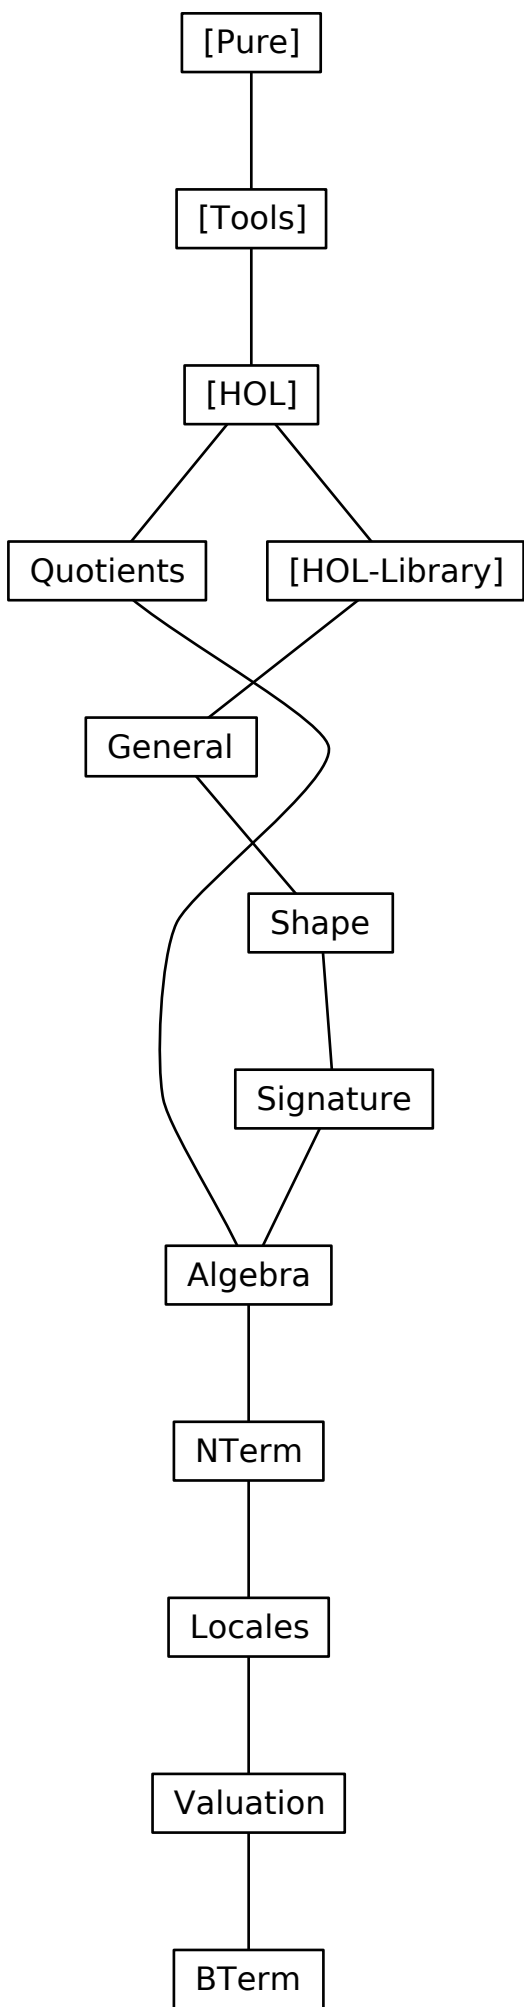 [Pure]
[Tools]
[HOL]
Quotients
[HOL-Library]
General
Shape
Signature
Algebra
NTerm
Locales
Valuation
BTerm